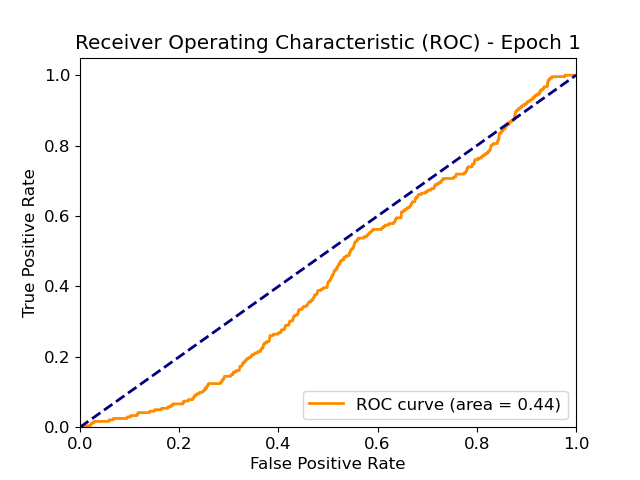 Receiver Operating Characteristic (ROC) - Epoch 1
True Positive Rate
1.0
0.8
0.6
0.4
0.2
0.0
ROC curve (area = 0.44)
0.0 0.2 0.4 0.6 0.8 1.0
False Positive Rate